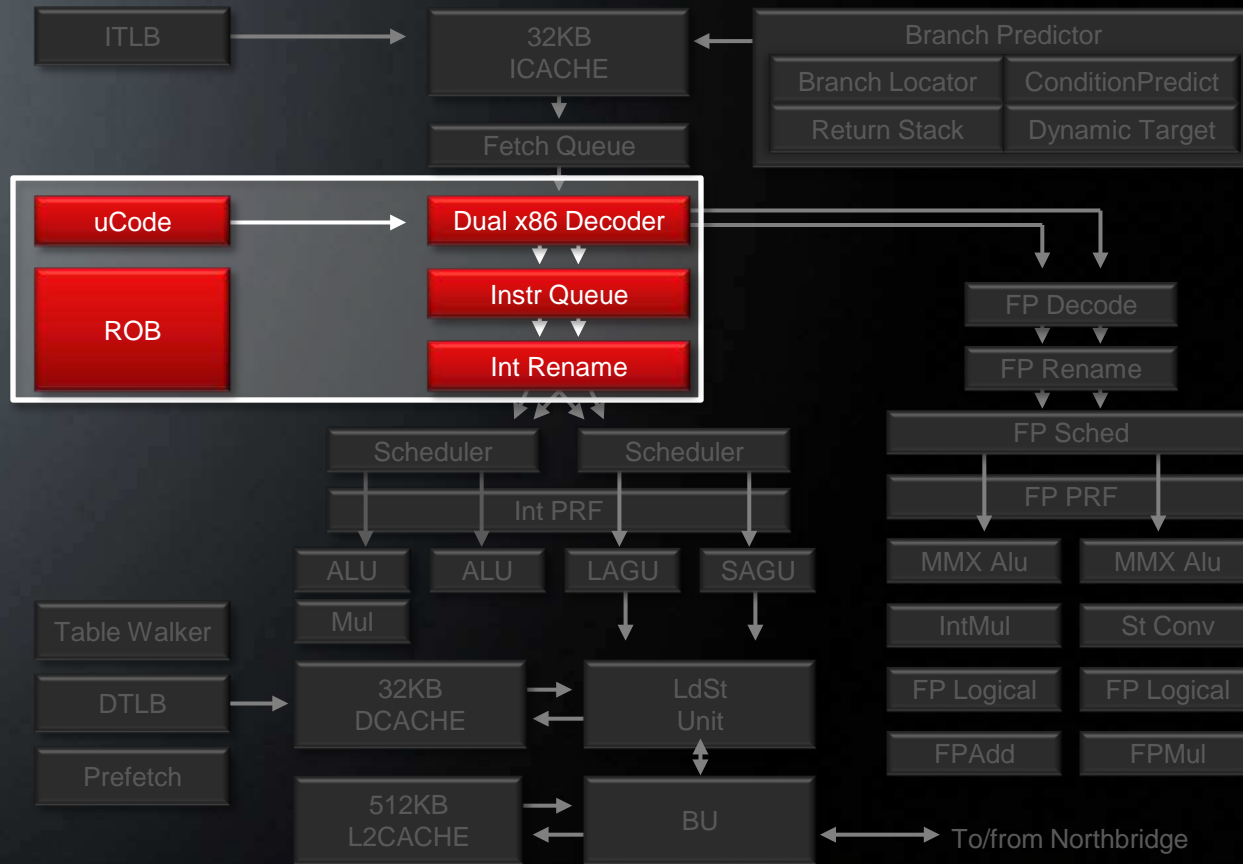 ITLB
32KB
ICACHE
Branch Predictor
Branch Locator
ConditionPredict
Return Stack
Dynamic Target
Fetch Queue
uCode
Dual x86 Decoder
ROB
Instr Queue
Int Rename
FP Decode
FP Rename
Scheduler
Scheduler
FP Sched
Int PRF
FP PRF
ALU
ALU
LAGU
SAGU
MMX Alu
MMX Alu
Mul
Table Walker
IntMul
St Conv
DTLB
32KB
DCACHE
LdSt
Unit
FP Logical
FP Logical
Prefetch
FPAdd
FPMul
512KB
L2CACHE
BU
To/from Northbridge